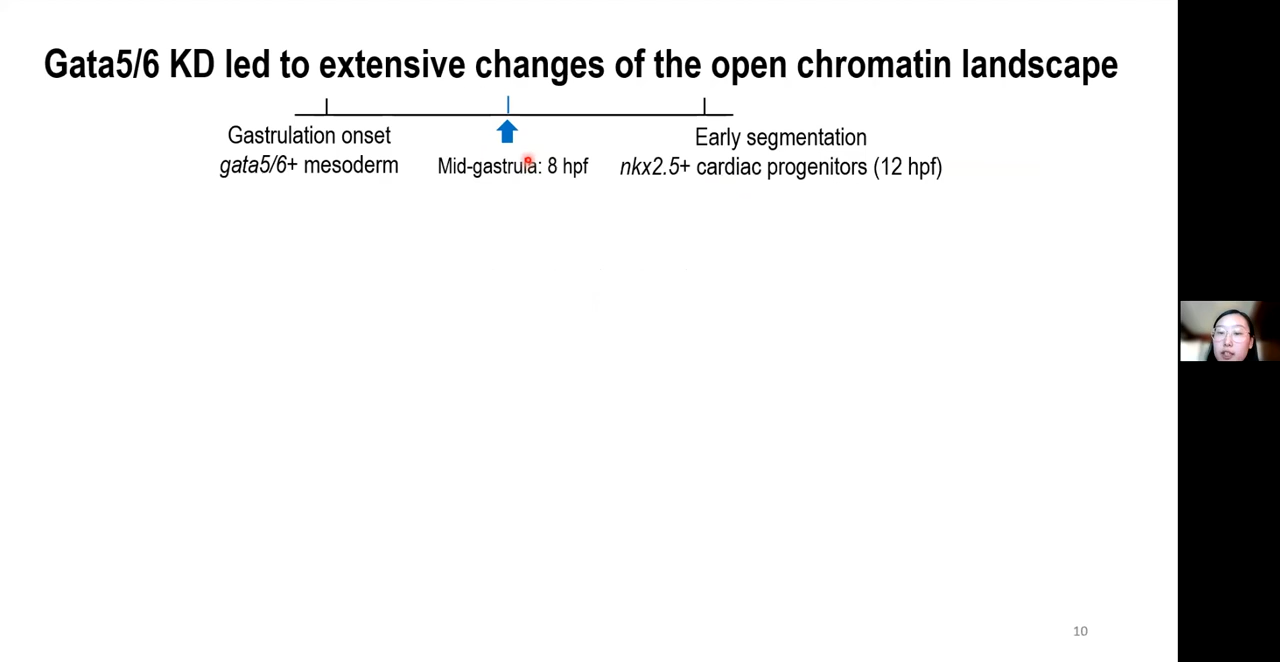 Gata5/6 KD led to extensive changes of the open chromatin landscape
Gastrulation onset
gata5/6+ mesoderm
Mid-gastrula: 8 hpf
Early segmentation
nkx2.5+ cardiac progenitors (12 hpf)
10